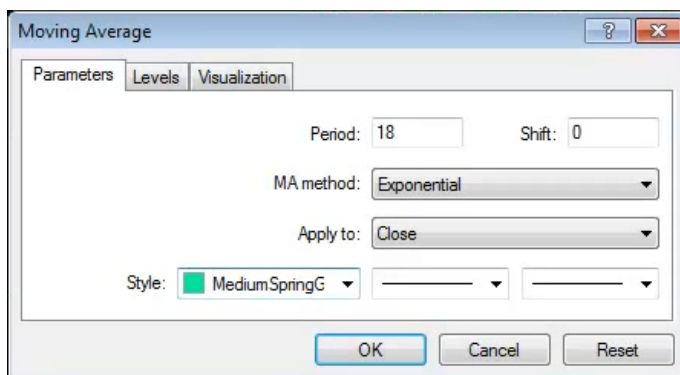 Moving Average
Parameters Levels Visualization
Period: 18 Shift: 0
MA method: Exponential
Apply to: Close
Style: MediumSpringG
OK Cancel Reset